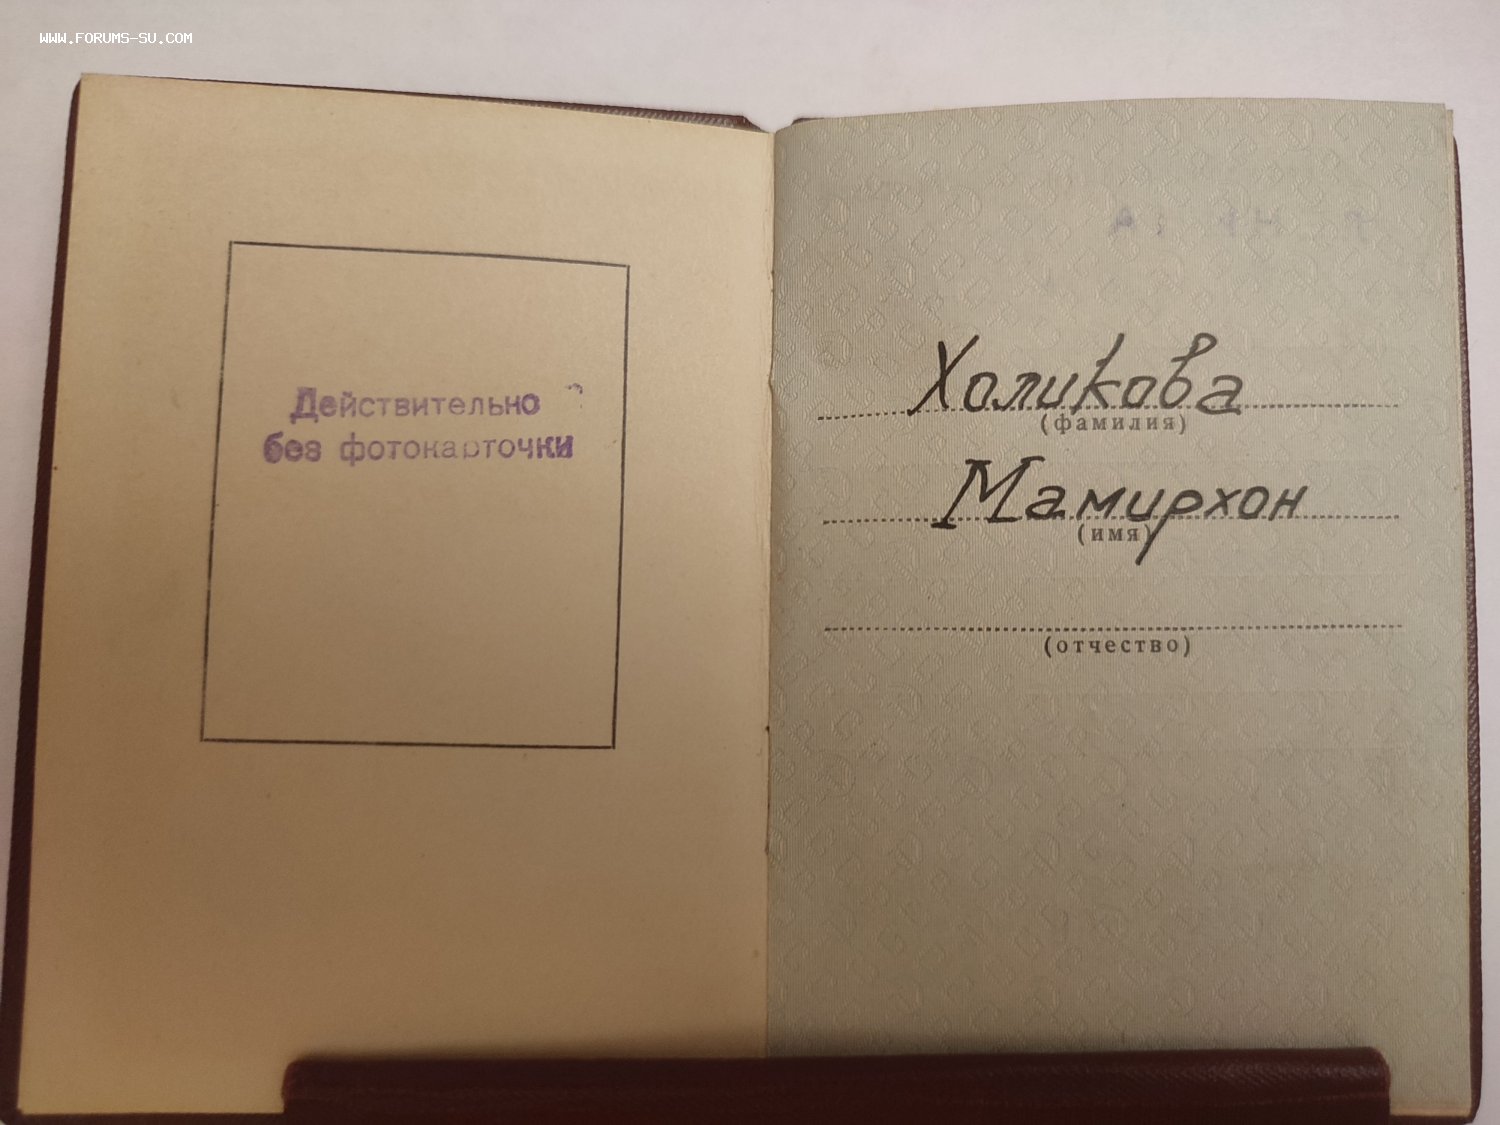 WWW.FORUMS-SU.COM
Действительно
без фотокарточки
Холикова
(фамилия)
Мамирхон
(имя)
(отчество)